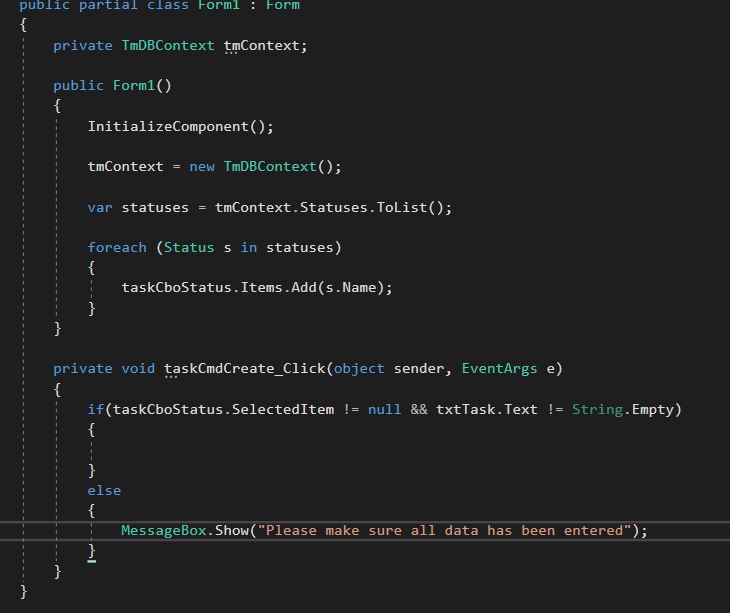 public partial class Form1 : Form
{
    private TmDBContext tmContext;

    public Form1()
    {
        InitializeComponent();

        tmContext = new TmDBContext();

        var statuses = tmContext.Statuses.ToList();

        foreach (Status s in statuses)
        {
            taskCboStatus.Items.Add(s.Name);
        }
    }

    private void taskCmdCreate_Click(object sender, EventArgs e)
    {
        if(taskCboStatus.SelectedItem != null && txtTask.Text != String.Empty)
        {

        }
        else
        {
            MessageBox.Show("Please make sure all data has been entered");
        }
    }
}